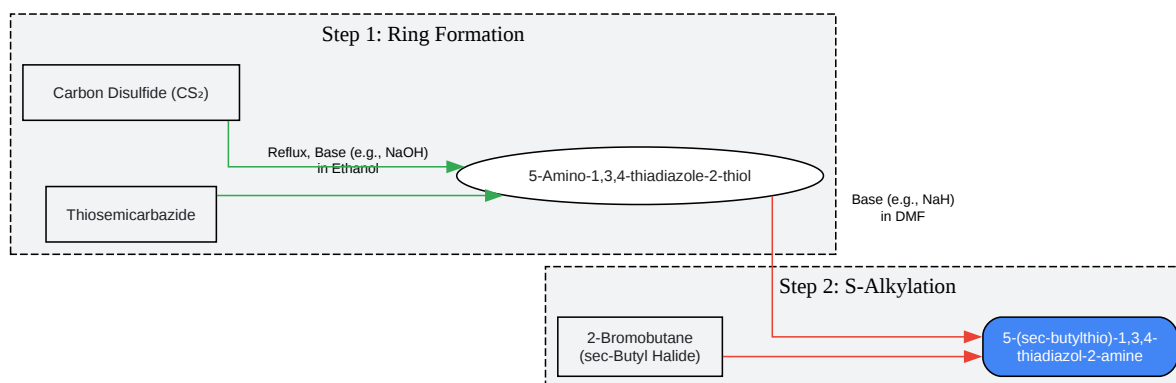 Step 1: Ring Formation
Carbon Disulfide (CS₂)
Reflux, Base (e.g., NaOH)
in Ethanol
5-Amino-1,3,4-thiadiazole-2-thiol
Thiosemicarbazide
Base (e.g., NaH)
in DMF
Step 2: S-Alkylation
2-Bromobutane
(sec-Butyl Halide)
5-(sec-butylthio)-1,3,4-
thiadiazol-2-amine